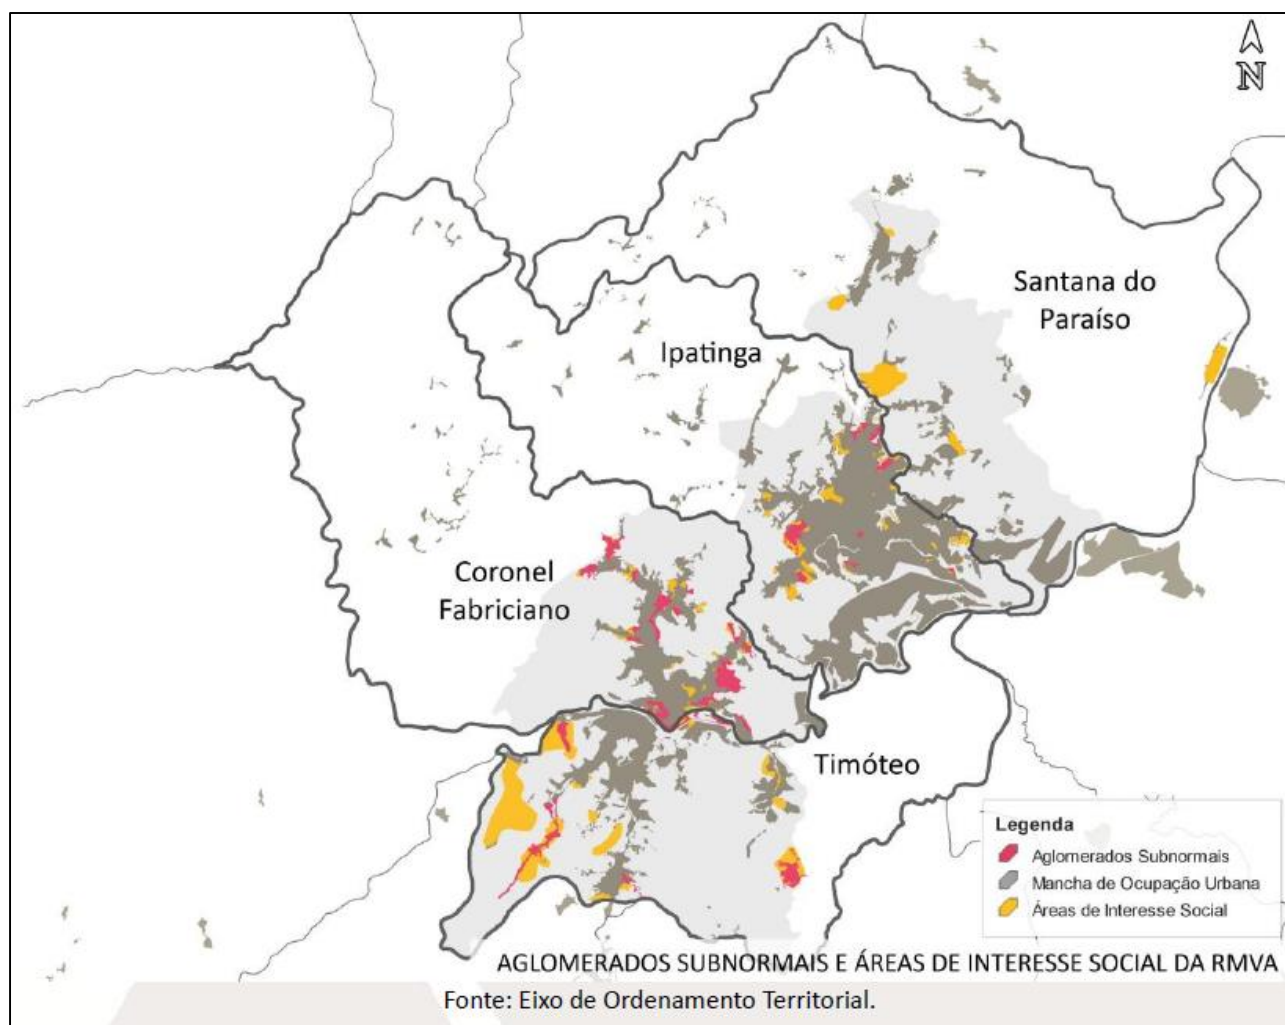 N
Santana do
Paraíso
Ipatinga
Coronel
Fabriciano
Timóteo
Legenda
Aglomerados Subnormais
Mancha de Ocupação Urbana
Áreas de Interesse Social
AGLOMERADOS SUBNORMAIS E ÁREAS DE INTERESSE SOCIAL DA RMVA
Fonte: Eixo de Ordenamento Territorial.